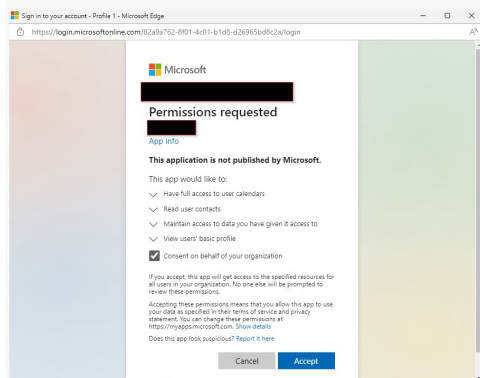 Sign in to your account - Profile 1 - Microsoft Edge
https://login.microsoftonline.com/82a9a762-8f01-4c01-b1d8-d26965bd8c2a/login
Microsoft
Permissions requested
App info
This application is not published by Microsoft.
This app would like to:
Have full access to user calendars
Read user contacts
Maintain access to data you have given it access to
View users' basic profile
Consent on behalf of your organization
If you accept, this app will get access to the specified resources for
all users in your organization. No one else will be prompted to
review these permissions.
Accepting these permissions means that you allow this app to use
your data as specified in their terms of service and privacy
statement. You can change these permissions at
https://myapps.microsoft.com. Show details
Does this app look suspicious? Report it here
Cancel
Accept